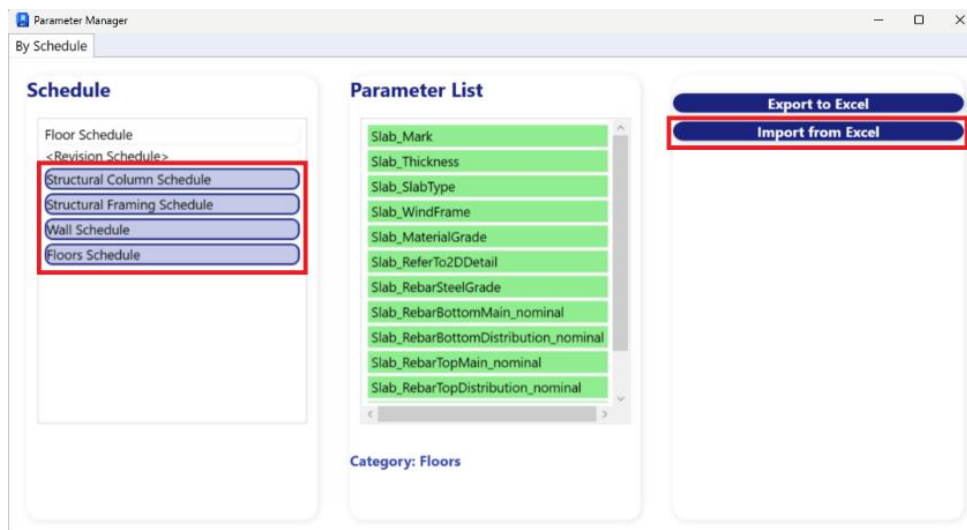 Parameter Manager
By Schedule
Schedule
Floor Schedule
<Revision Schedule>
Structural Column Schedule
Structural Framing Schedule
Wall Schedule
Floors Schedule
Parameter List
Slab_Mark
Slab_Thickness
Slab_SlabType
Slab_WindFrame
Slab_MaterialGrade
Slab_ReferTo2DDetail
Slab_RebarSteelGrade
Slab_RebarBottomMain_nominal
Slab_RebarBottomDistribution_nominal
Slab_RebarTopMain_nominal
Slab_RebarTopDistribution_nominal
Category: Floors
Export to Excel
Import from Excel